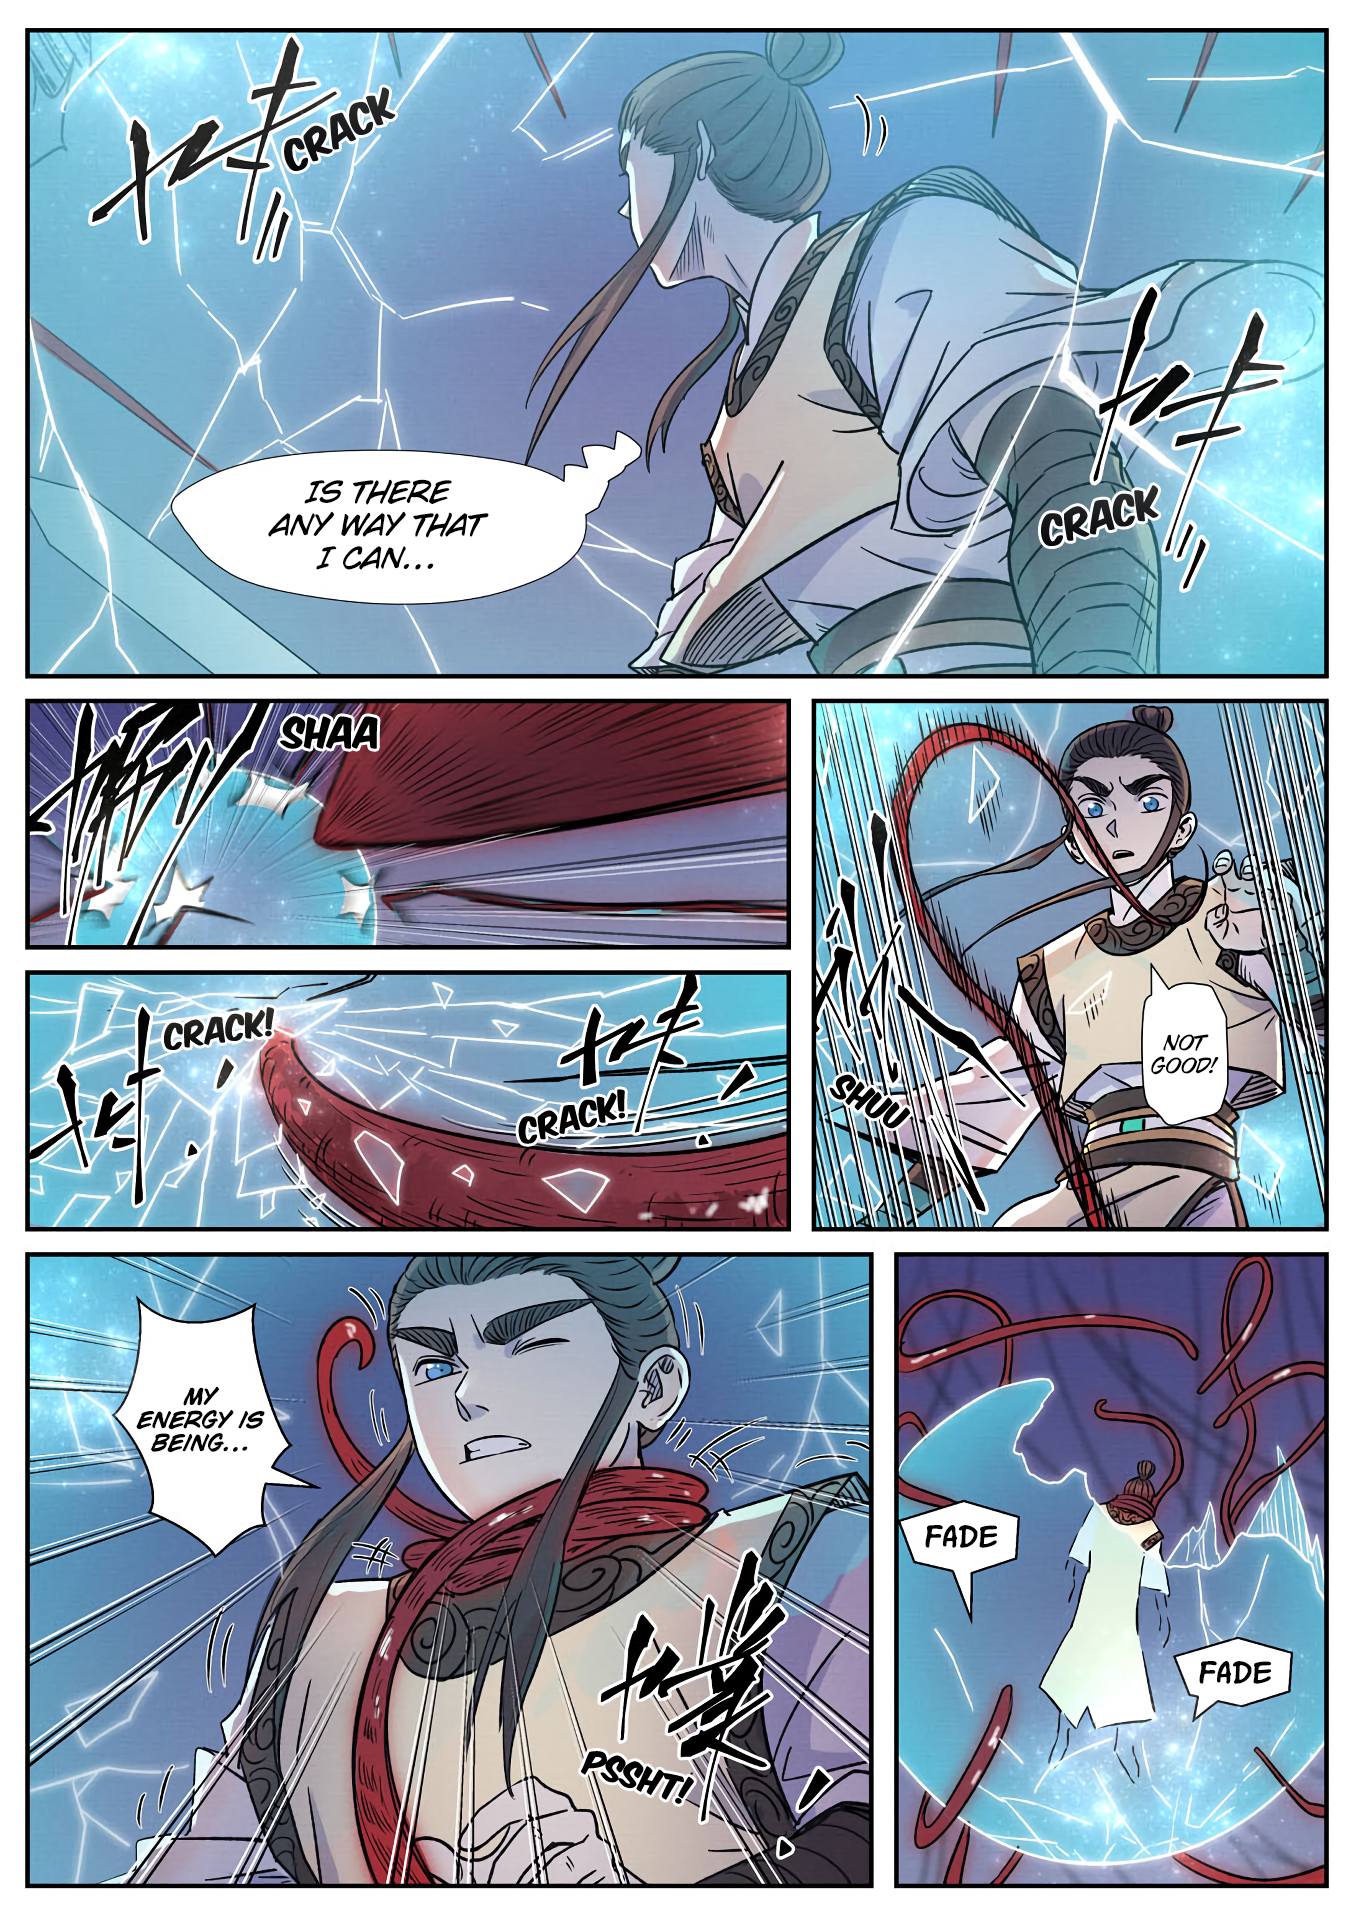 CRACK
IS THERE
ANY WAY THAT
I CAN...
CRACK
SHAA
NOT
GOOD!
SHUU
CRACK!
CRACK!
MY
ENERGY IS
BEING...
PSSHT!
FADE
FADE